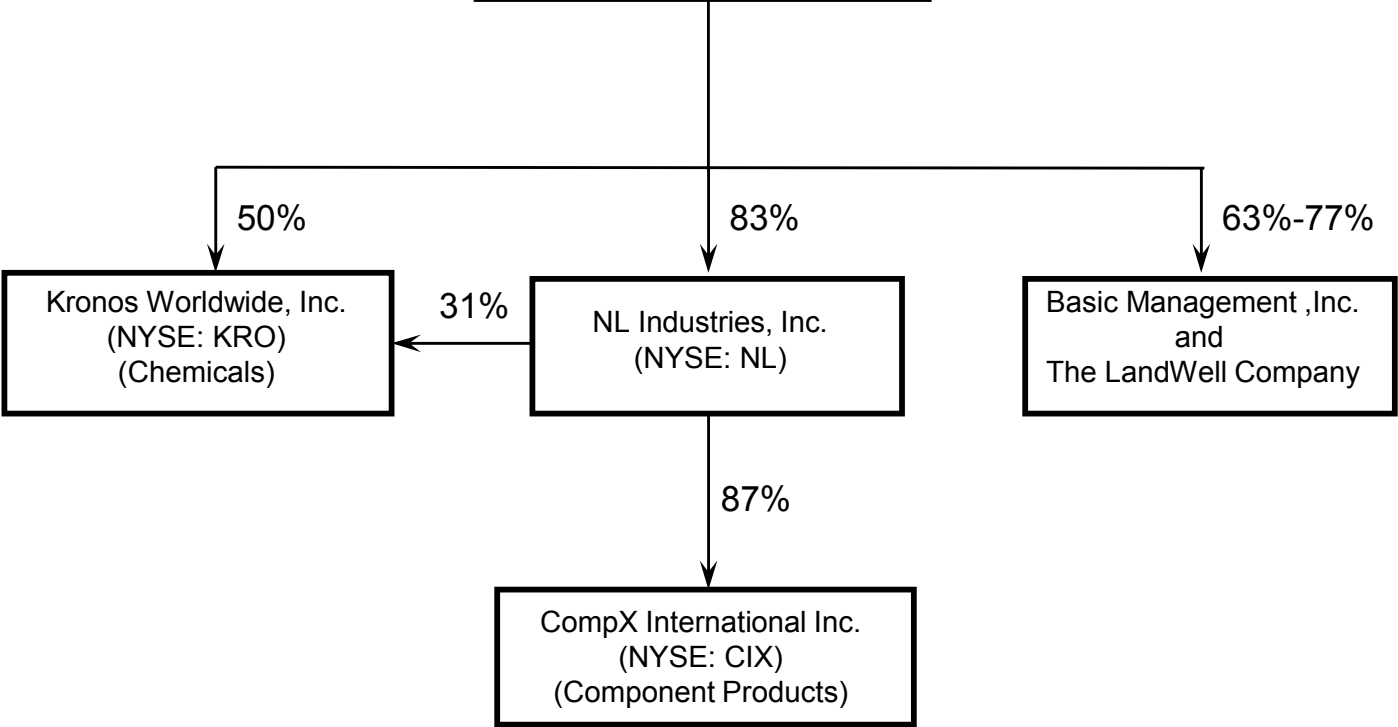 50%
83%
63%-77%
Kronos Worldwide, Inc.
(NYSE: KRO)
(Chemicals)
31%
NL Industries, Inc.
(NYSE: NL)
Basic Management ,Inc.
and
The LandWell Company
87%
CompX International Inc.
(NYSE: CIX)
(Component Products)